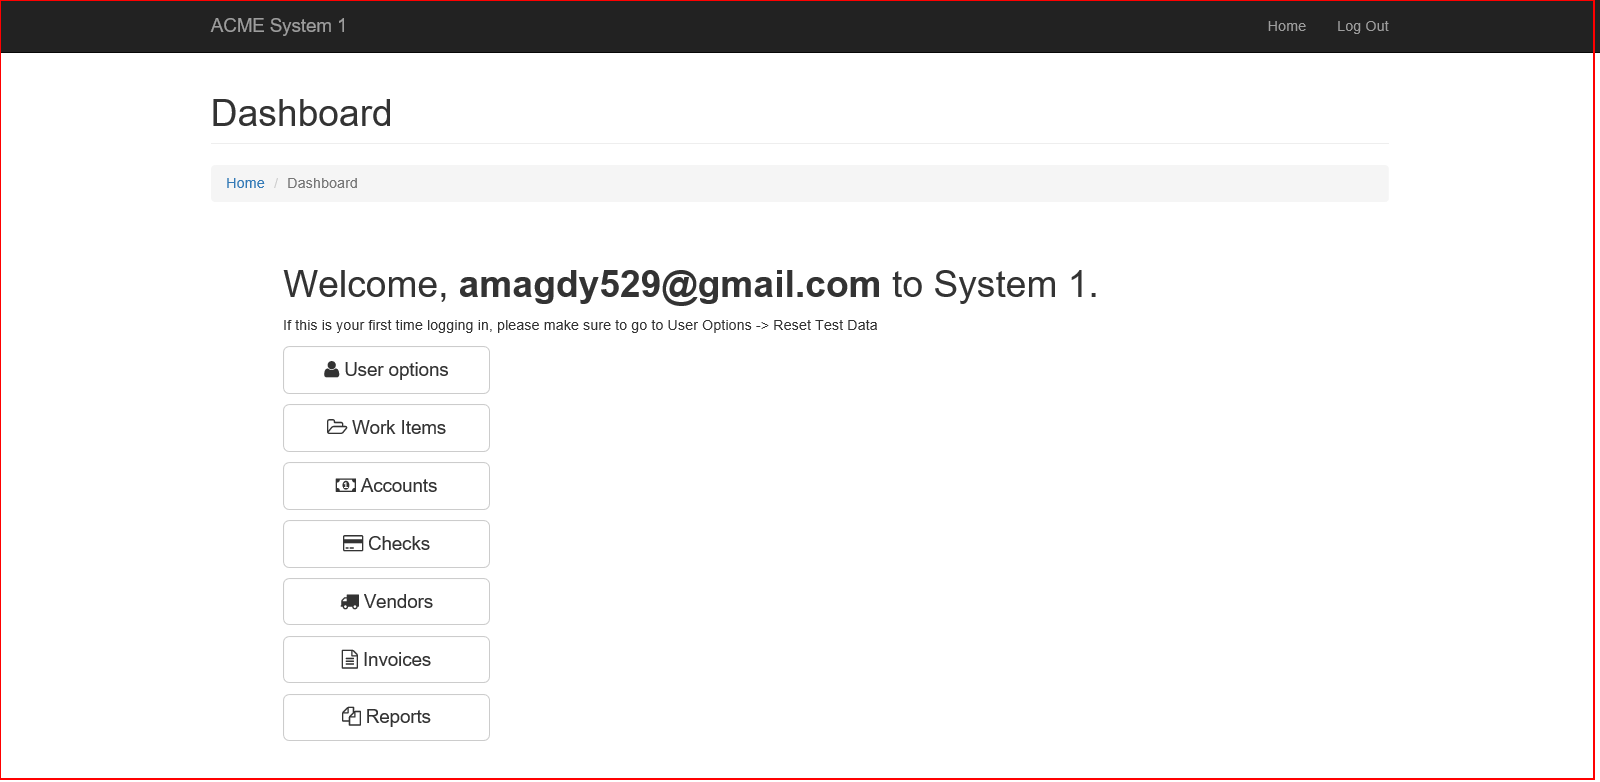 ACME System 1 Home Log Out
Dashboard
Home / Dashboard
Welcome, amagdy529@gmail.com to System 1.
If this is your first time logging in, please make sure to go to User Options -> Reset Test Data
User options
Work Items
Accounts
Checks
Vendors
Invoices
Reports